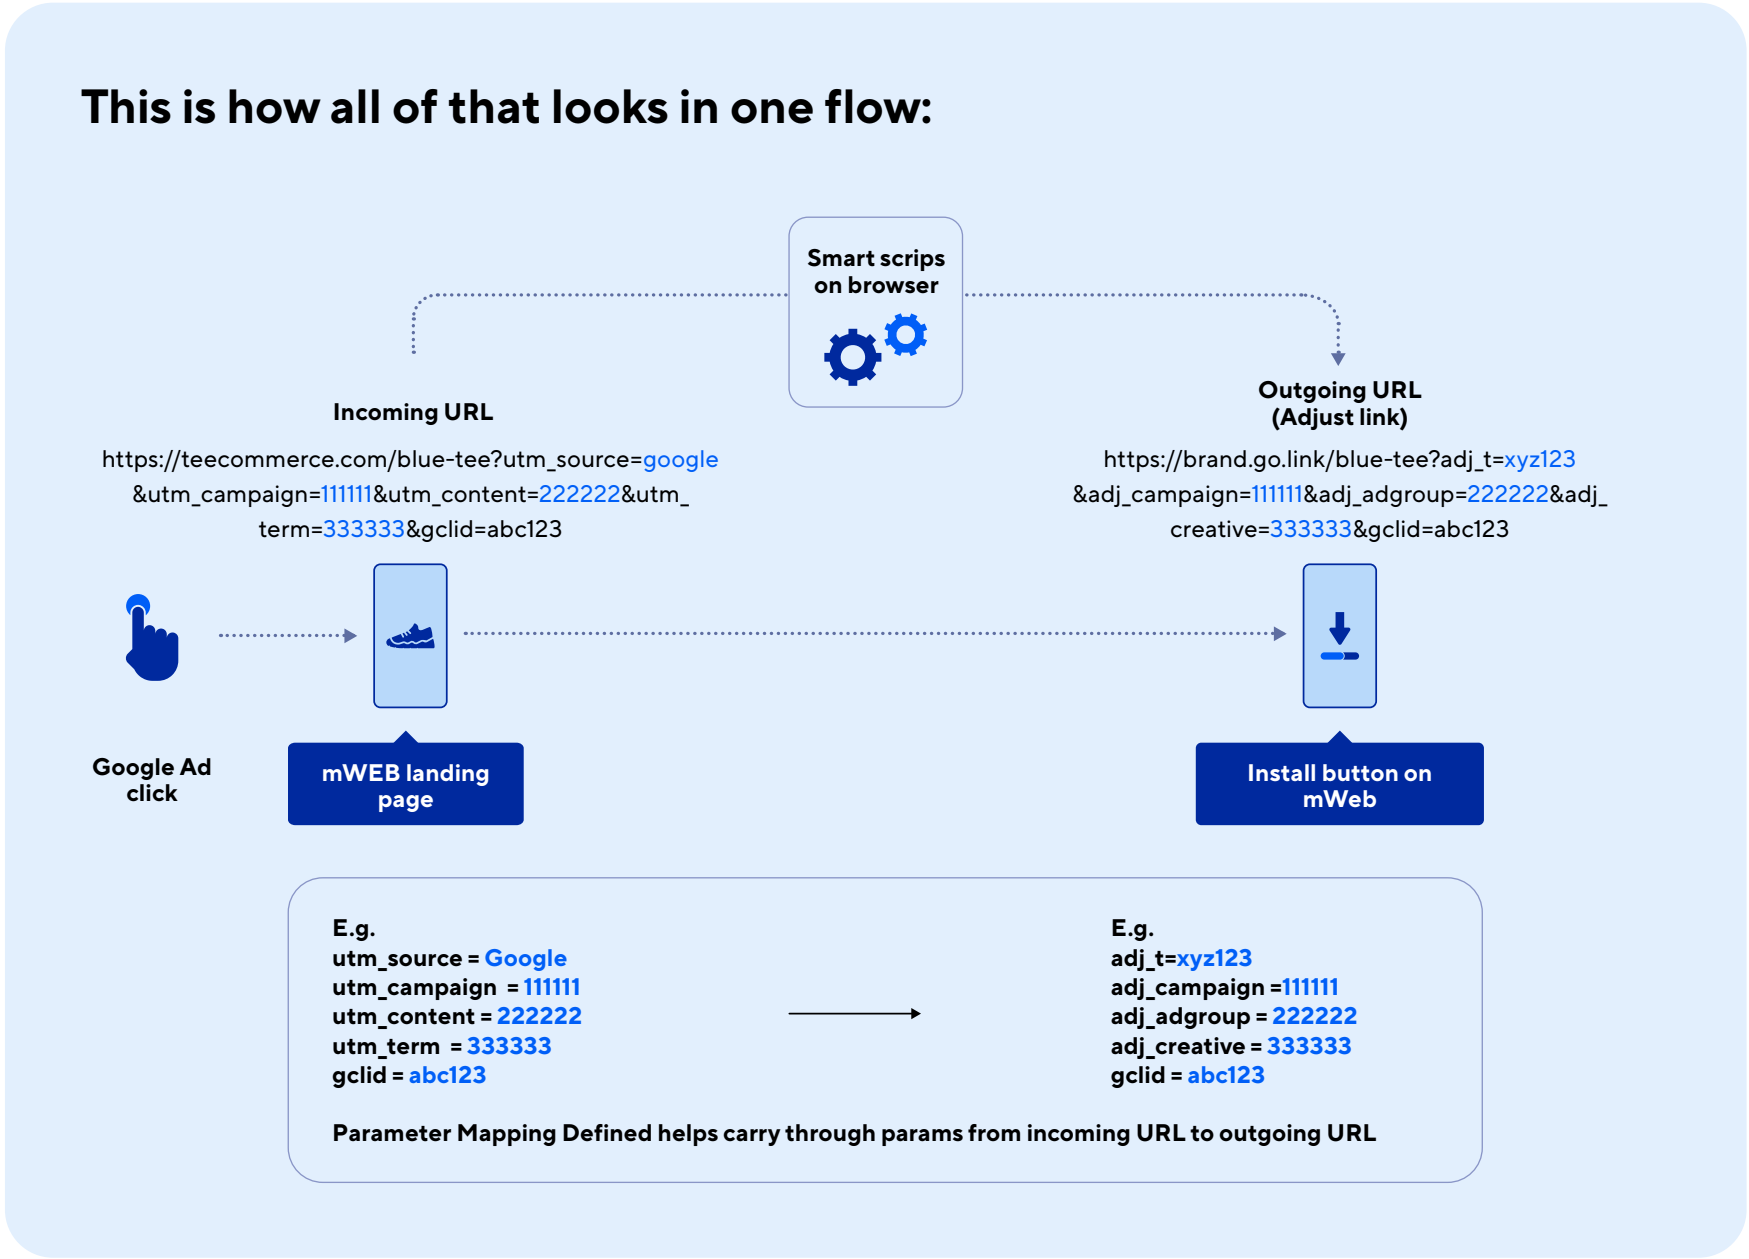 This is how all of that looks in one flow:
Smart scrips
on browser
Incoming URL
https://teecommerce.com/blue-tee?utm_source=google
&utm_campaign=111111&utm_content=222222&utm_
term=333333&gclid=abc123
Outgoing URL
(Adjust link)
https://brand.go.link/blue-tee?adj_t=xyz123
&adj_campaign=111111&adj_adgroup=222222&adj_
creative=333333&gclid=abc123
Google Ad
click
mWEB landing
page
Install button on
mWeb
E.g.
utm_source = Google
utm_campaign = 111111
utm_content = 222222
utm_term = 333333
gclid = abc123
E.g.
adj_t=xyz123
adj_campaign =111111
adj_adgroup = 222222
adj_creative = 333333
gclid = abc123
Parameter Mapping Defined helps carry through params from incoming URL to outgoing URL